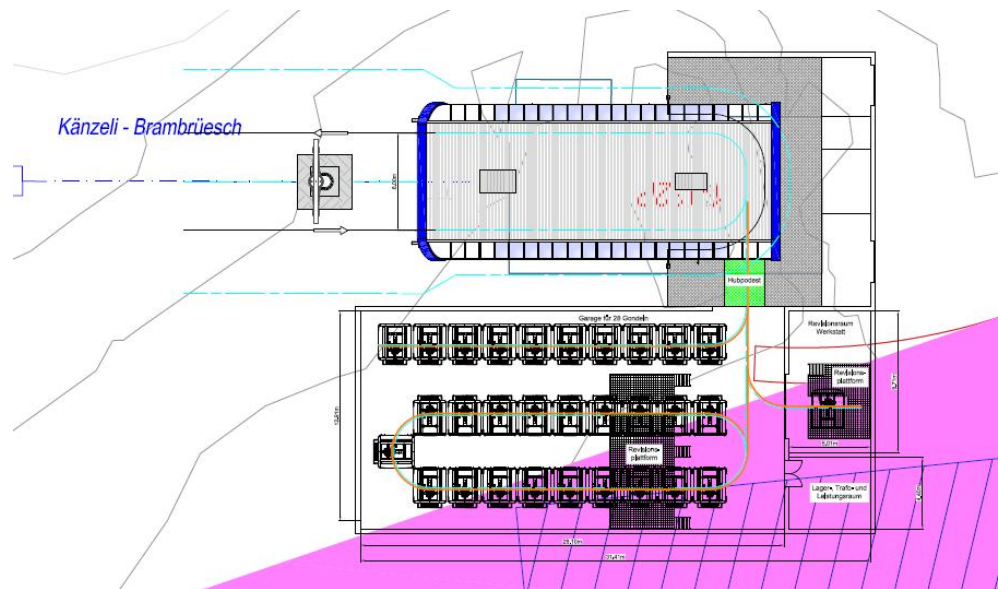 Känzeli - Brambrüesch
Hubpodest
Garage für 28 Gondeln
Revisionsraum
Werkstatt
Revisions-
plattform
Revisions-
plattform
Lager-, Trafo- und
Leistungsraum